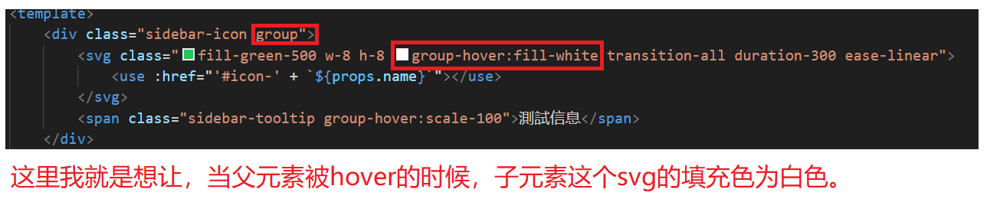 <template>
<div class="sidebar-icon group">
<svg class="fill-green-500 w-8 h-8 group-hover:fill-white transition-all duration-300 ease-linear">
<use :href="'#icon-' + `${props.name}`"></use>
</svg>
<span class="sidebar-tooltip group-hover:scale-100">測試信息</span>
</div>
这里我就是想让，当父元素被hover的时候，子元素这个svg的填充色为白色。